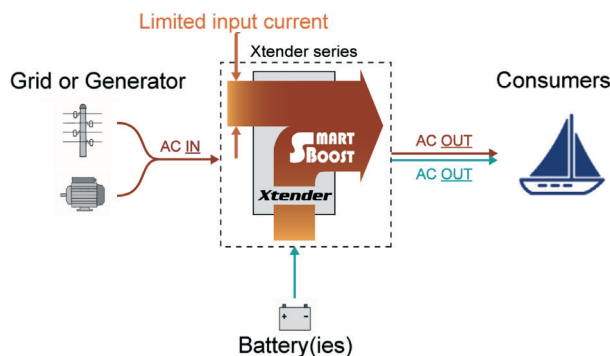 Limited input current
Xtender series
Grid or Generator
Consumers
AC IN
SMART
BOOST
AC OUT
AC OUT
Xtender
+ -
Battery(ies)